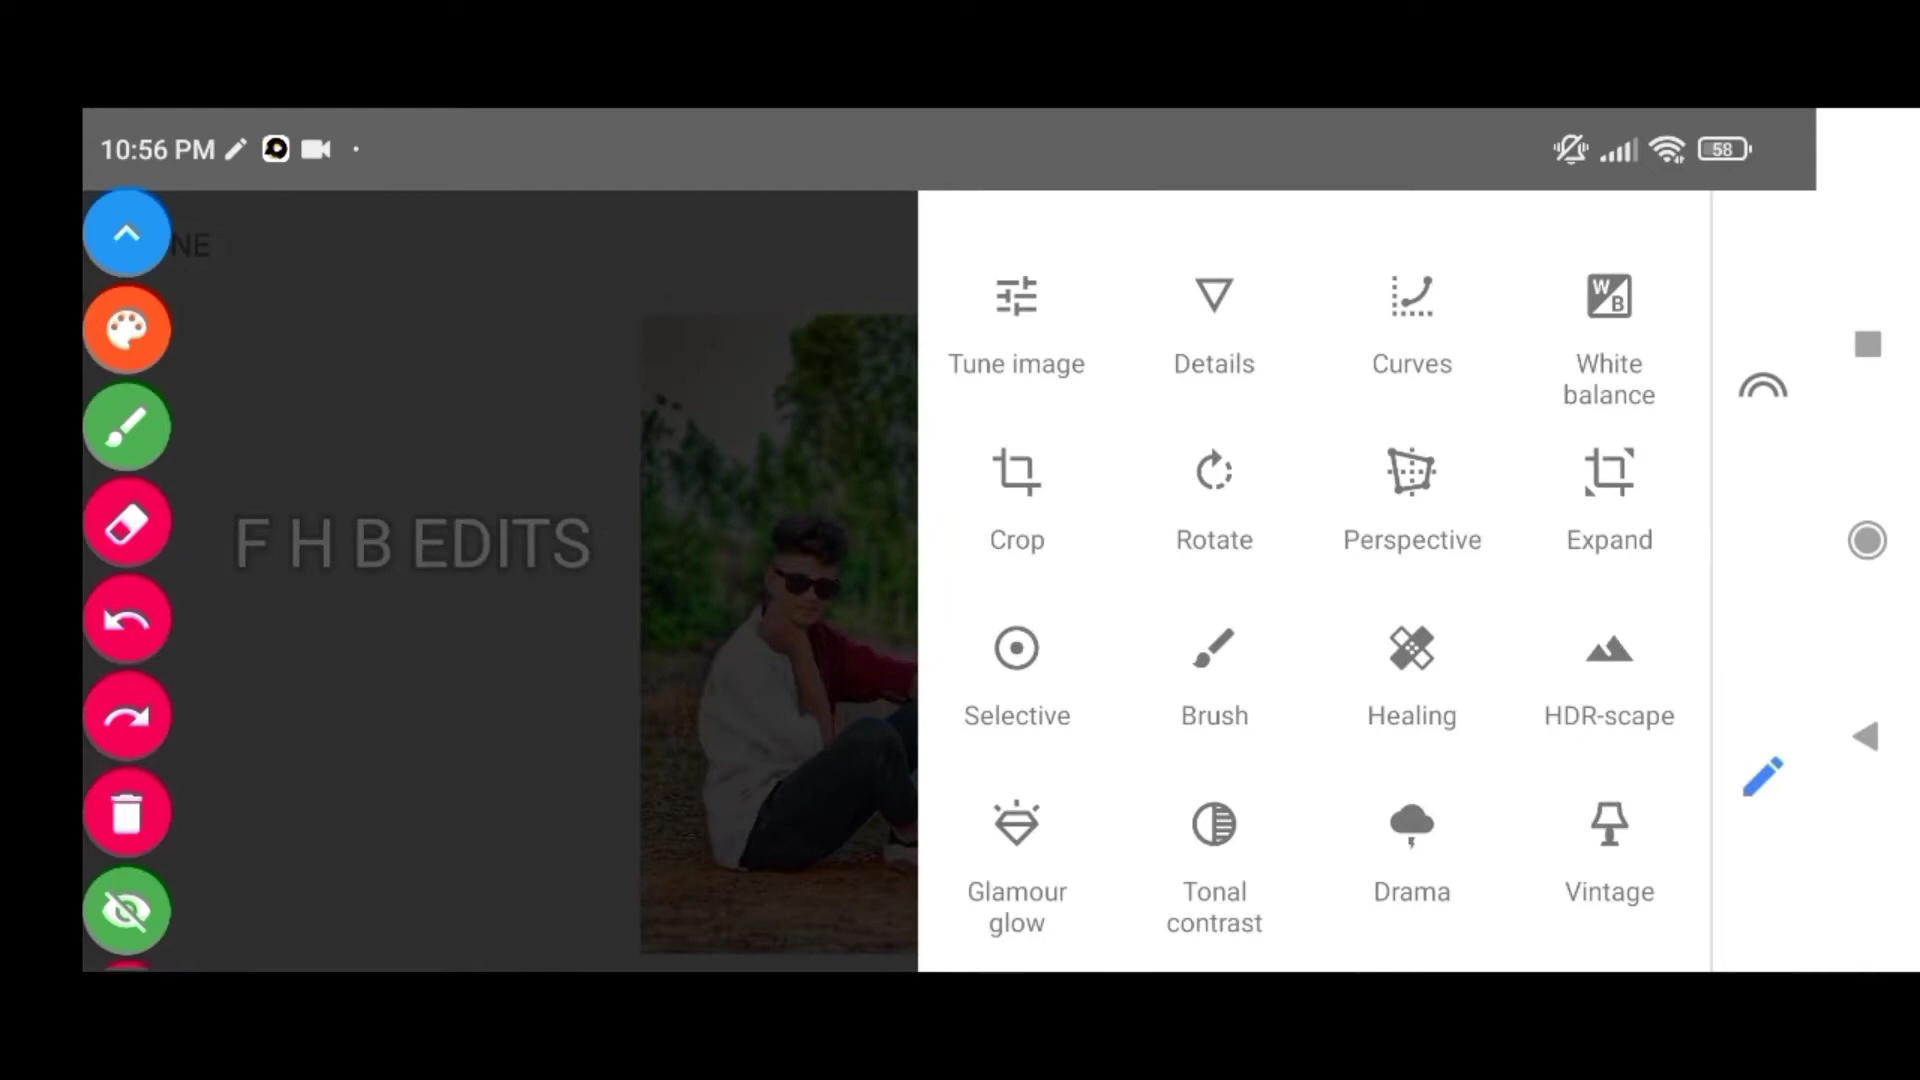 10:56 PM
58
NE
F H B EDITS
Tune image
Details
Curves
White
balance
W
B
Crop
Rotate
Perspective
Expand
Selective
Brush
Healing
HDR-scape
Glamour
glow
Tonal
contrast
Drama
Vintage